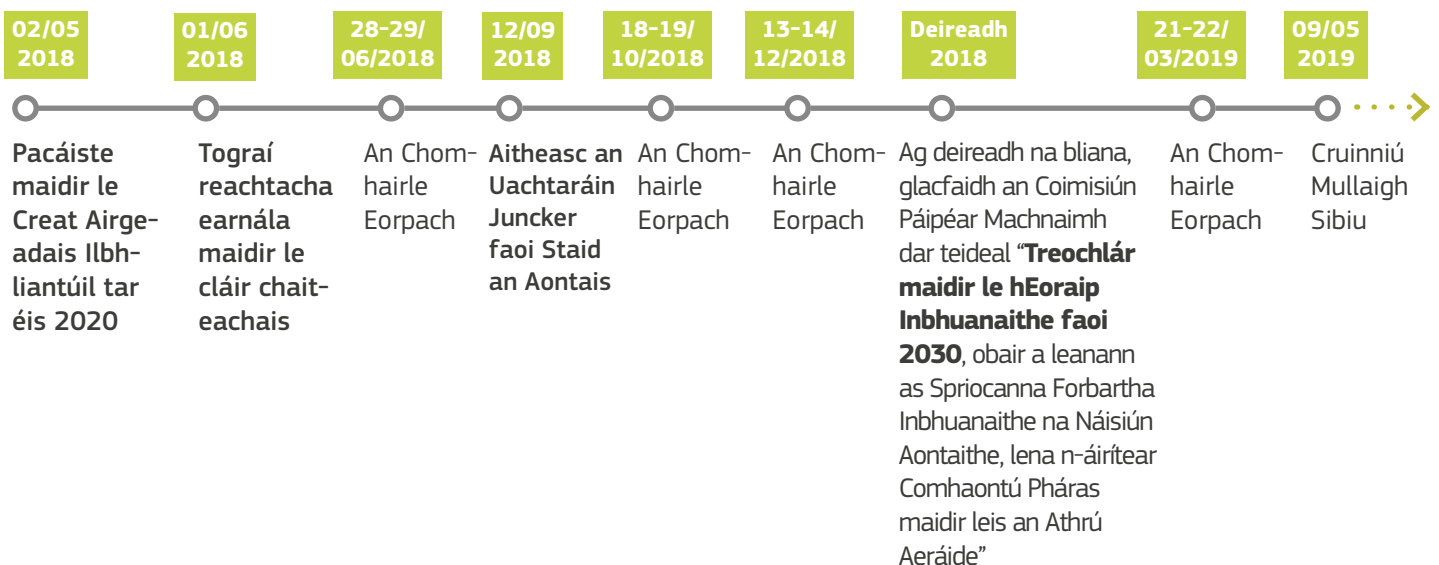 02/05
2018
Pacáiste
maidir le
Creat Airge-
adais Ilbh-
liantúil tar
éis 2020
01/06
2018
Tograí
reachtacha
earnála
maidir le
cláir chait-
eachais
28-29/
06/2018
An Chom-
hairle
Eorpach
12/09
2018
Aitheasc an
Uachtaráin
Juncker
faoi Staid
an Aontais
18-19/
10/2018
An Chom-
hairle
Eorpach
13-14/
12/2018
An Chom-
hairle
Eorpach
Deireadh
2018
Ag deireadh na bliana,
glacfaidh an Coimisiún
Páipéar Machnaimh
dar teideal “Treochlár
maidir le hEoraip
Inbhuanaithe faoi
2030, obair a leanann
as Spriocanna Forbartha
Inbhuanaithe na Náisiún
Aontaithe, lena n-áirítear
Comhaontú Pháras
maidir leis an Athrú
Aeráide”
21-22/
03/2019
An Chom-
hairle
Eorpach
09/05
2019
Cruinniú
Mullaigh
Sibiu